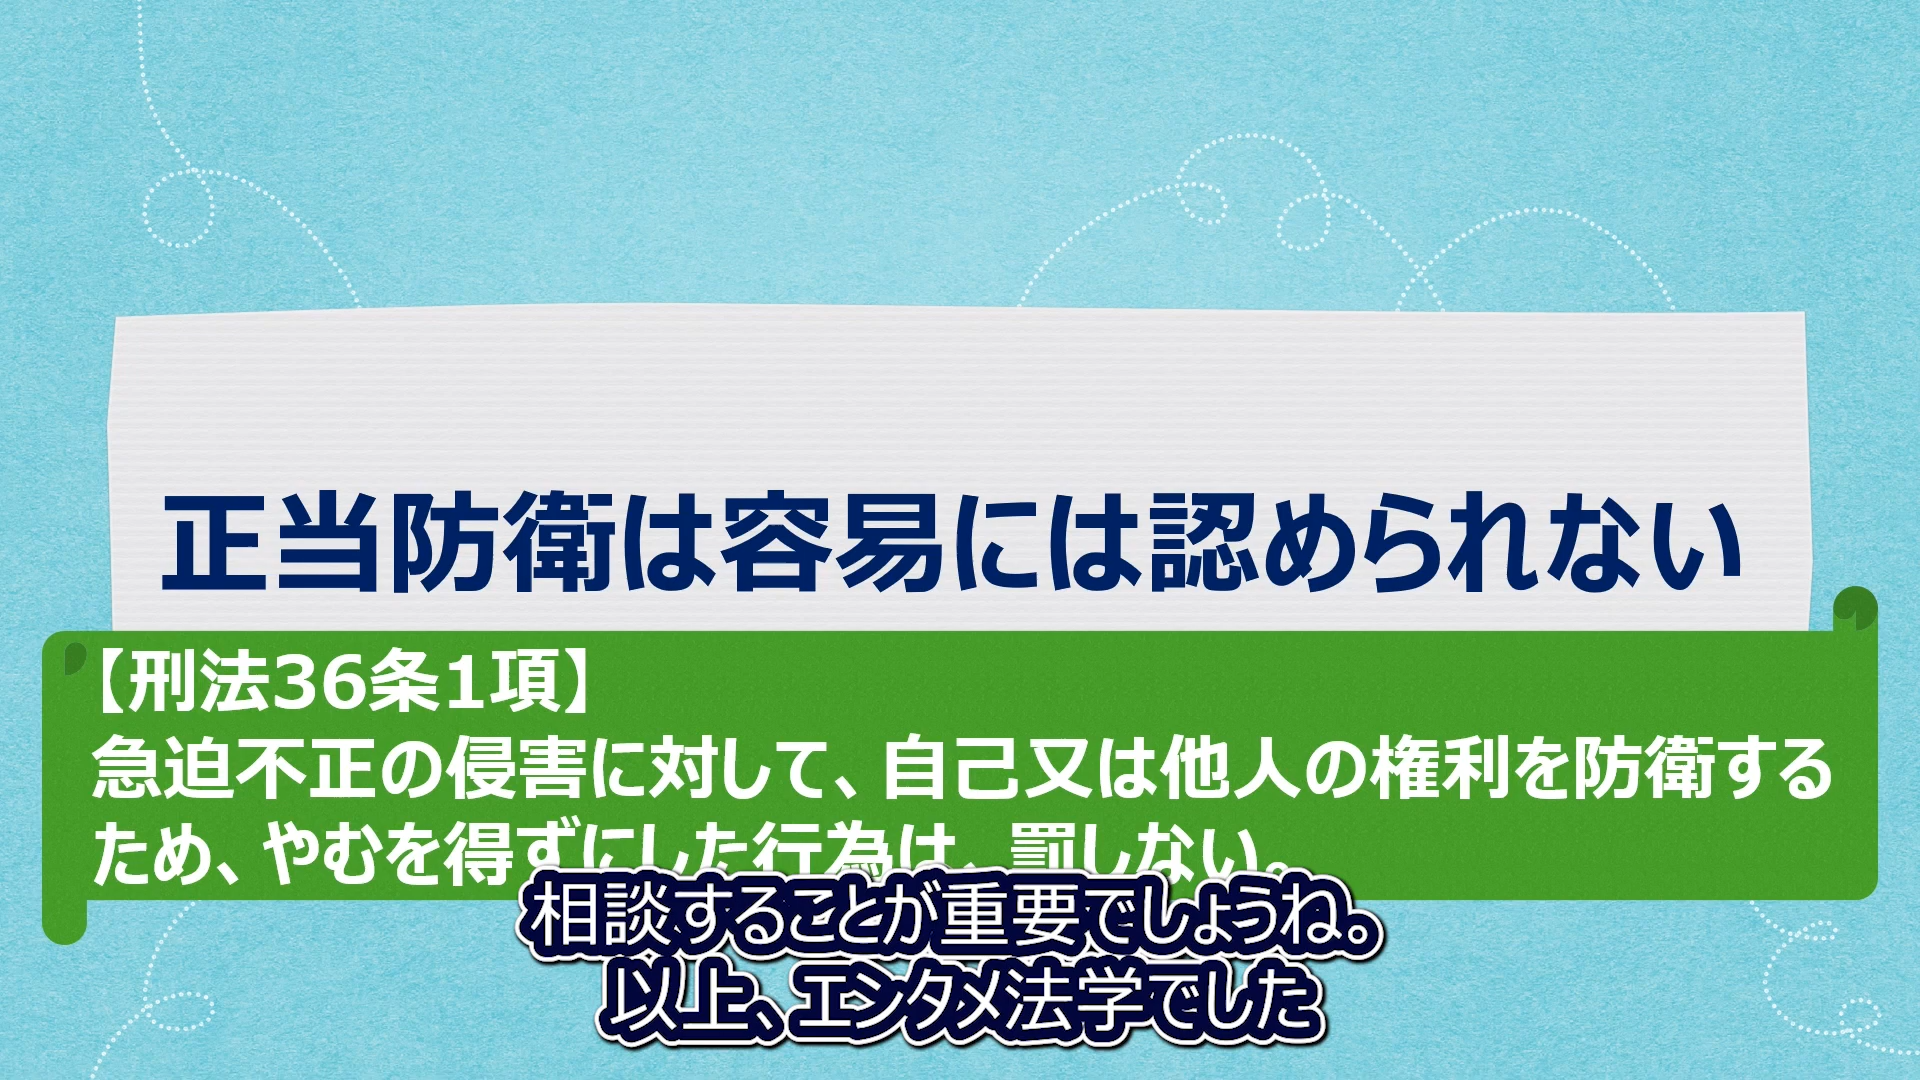 正当防衛は容易には認められない
【刑法36条1項】
急迫不正の侵害に対して、自己又は他人の権利を防衛する
ため、やむを得ずにした行為は、罰しない。
相談することが重要でしょうね。
以上、エンタメ法学でした